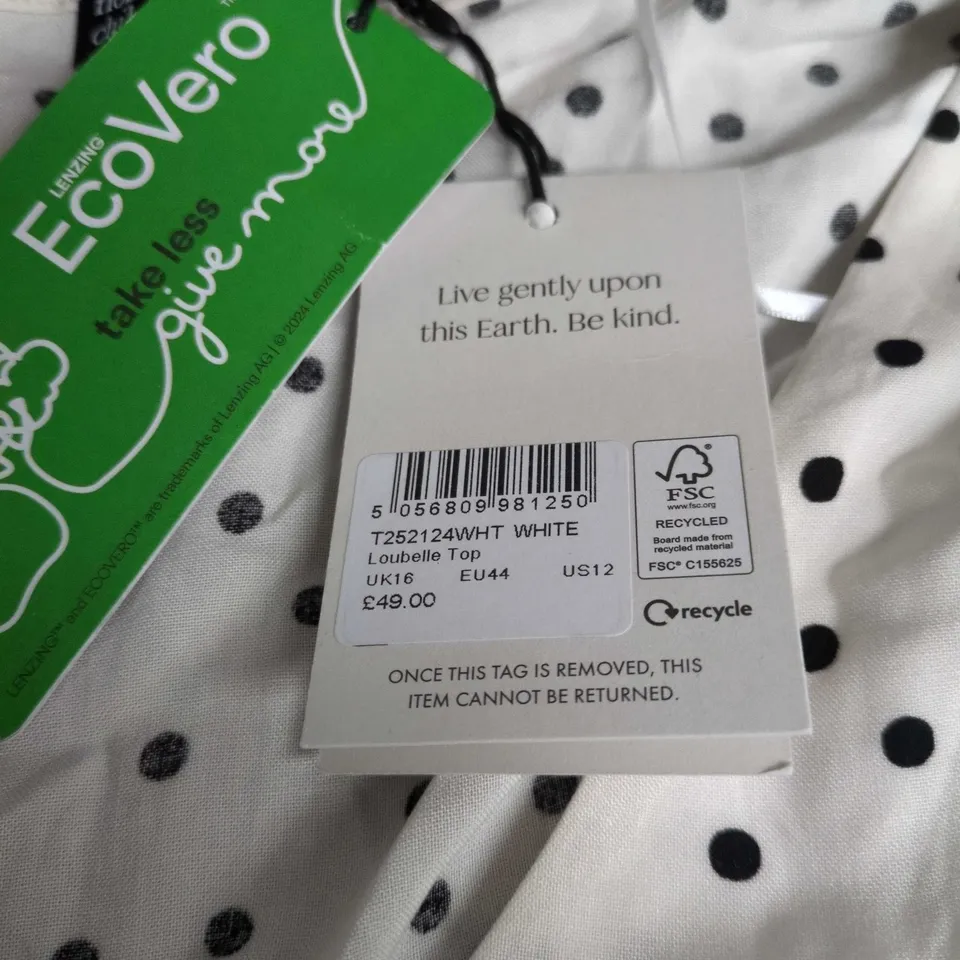 LENZING
ECOVERO
TM
take less
give more
LENZING™ and ECOVERO™ are trademarks of Lenzing AG | © 2024 Lenzing AG
Live gently upon
this Earth. Be kind.
5 056809 981250
T252124WHT WHITE
Loubelle Top
UK16 EU44 US12
£49.00
FSC
www.fsc.org
RECYCLED
Board made from
recycled material
FSC® C155625
recycle
ONCE THIS TAG IS REMOVED, THIS
ITEM CANNOT BE RETURNED.